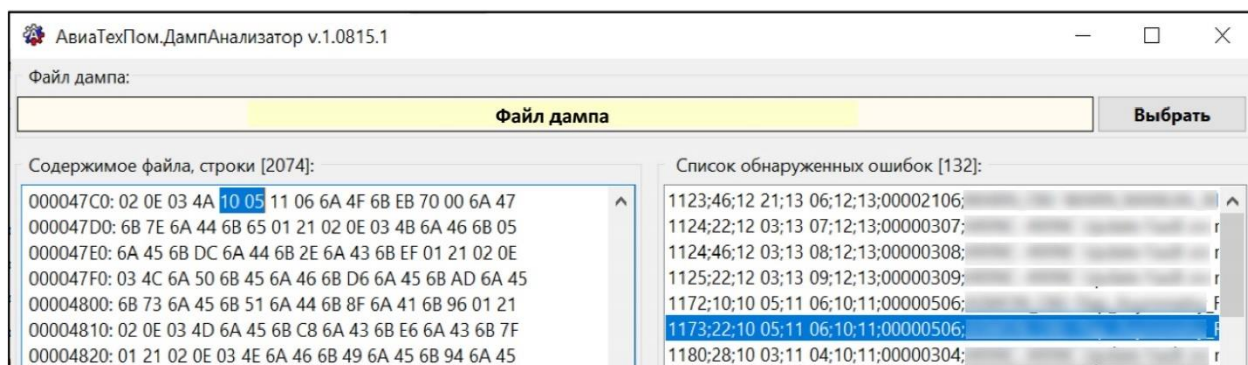 АвиаТехПом.ДампАнализатор v.1.0815.1
Файл дампа:
Файл дампа
Выбрать
Содержимое файла, строки [2074]:
000047C0: 02 0E 03 4A 10 05 11 06 6A 4F 6B EB 70 00 6A 47
000047D0: 6B 7E 6A 44 6B 65 01 21 02 0E 03 4B 6A 46 6B 05
000047E0: 6A 45 6B DC 6A 44 6B 2E 6A 43 6B EF 01 21 02 0E
000047F0: 03 4C 6A 50 6B 45 6A 46 6B D6 6A 45 6B AD 6A 45
00004800: 6B 73 6A 45 6B 51 6A 44 6B 8F 6A 41 6B 96 01 21
00004810: 02 0E 03 4D 6A 45 6B C8 6A 43 6B E6 6A 43 6B 7F
00004820: 01 21 02 0E 03 4E 6A 46 6B 49 6A 45 6B 94 6A 45
Список обнаруженных ошибок [132]:
1123;46;12 21;13 06;12;13;00002106;
1124;22;12 03;13 07;12;13;00000307;
1124;46;12 03;13 08;12;13;00000308;
1125;22;12 03;13 09;12;13;00000309;
1172;10;10 05;11 06;10;11;00000506;
1173;22;10 05;11 06;10;11;00000506;
1180;28;10 03;11 04;10;11;00000304;